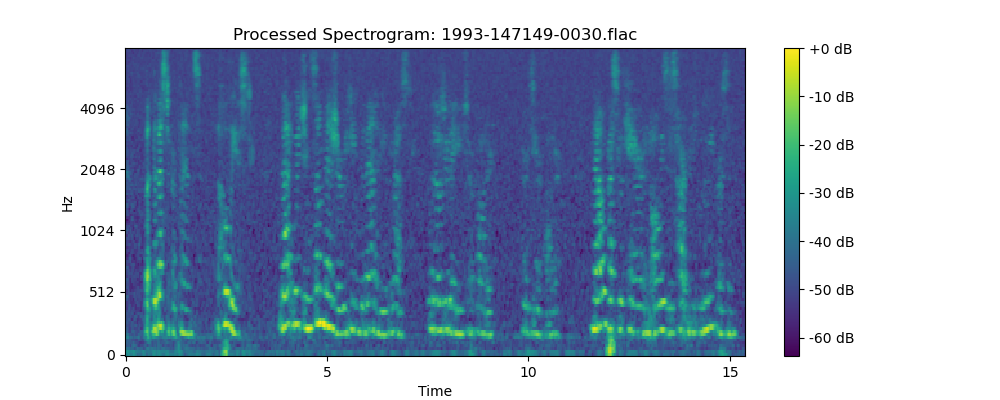 Processed Spectrogram: 1993-147149-0030.flac
+0 dB
-10 dB
-20 dB
-30 dB
-40 dB
-50 dB
-60 dB
4096
2048
1024
512
0
Hz
0 5 10 15
Time